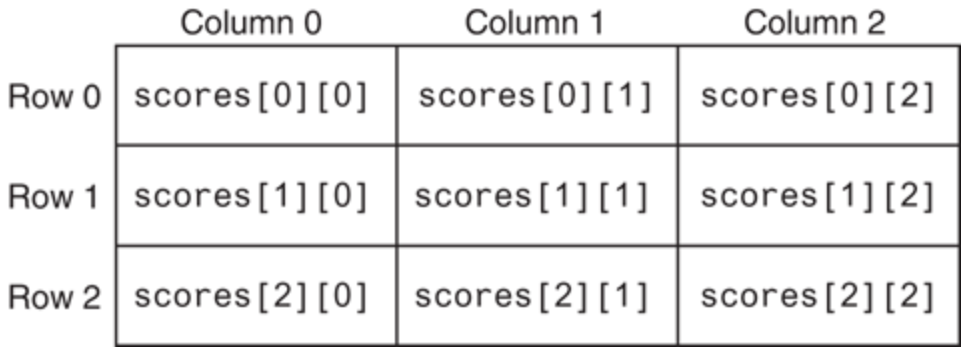 Column 0 Column 1 Column 2
Row 0 scores[0][0] scores[0][1] scores[0][2]
Row 1 scores[1][0] scores[1][1] scores[1][2]
Row 2 scores[2][0] scores[2][1] scores[2][2]